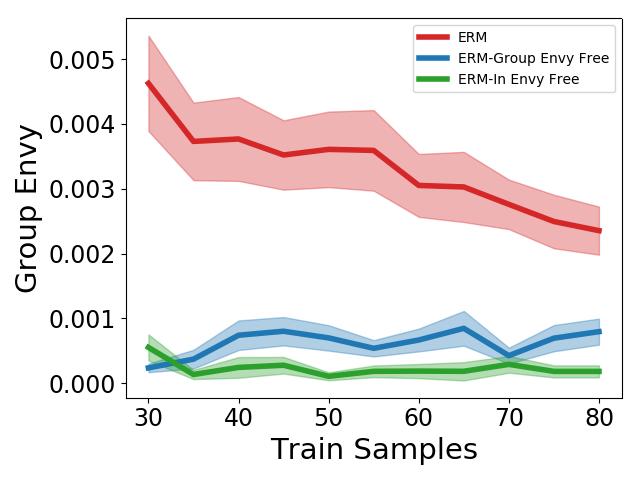 ERM
ERM-Group Envy Free
ERM-In Envy Free
Group Envy
0.005
0.004
0.003
0.002
0.001
0.000
30 40 50 60 70 80
Train Samples